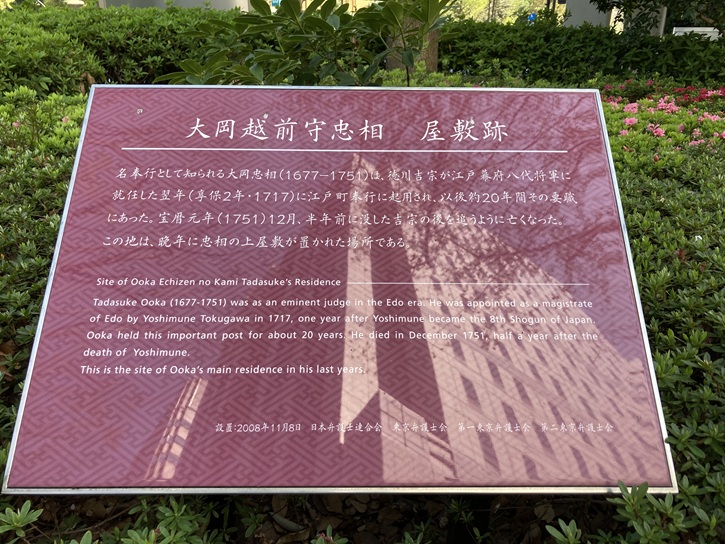 大岡越前守忠相　屋敷跡
名奉行として知られる大岡忠相(1677−1751)は、徳川吉宗が江戸幕府八代将軍に
就任した翌年(享保2年・1717)に江戸町奉行に起用され、以後約20年間その要職
にあった。宝暦元年(1751)12月、半年前に没した吉宗の後を追うように亡くなった。
この地は、晩年に忠相の上屋敷が置かれた場所である。
Site of Ooka Echizen no Kami Tadasuke's Residence
Tadasuke Ooka (1677-1751) was as an eminent judge in the Edo era. He was appointed as a magistrate
of Edo by Yoshimune Tokugawa in 1717, one year after Yoshimune became the 8th Shogun of Japan.
Ooka held this important post for about 20 years. He died in December 1751, half a year after the
death of Yoshimune.
This is the site of Ooka's main residence in his last years.
設置:2008年11月8日　日本弁護士連合会　東京弁護士会　第一東京弁護士会　第二東京弁護士会